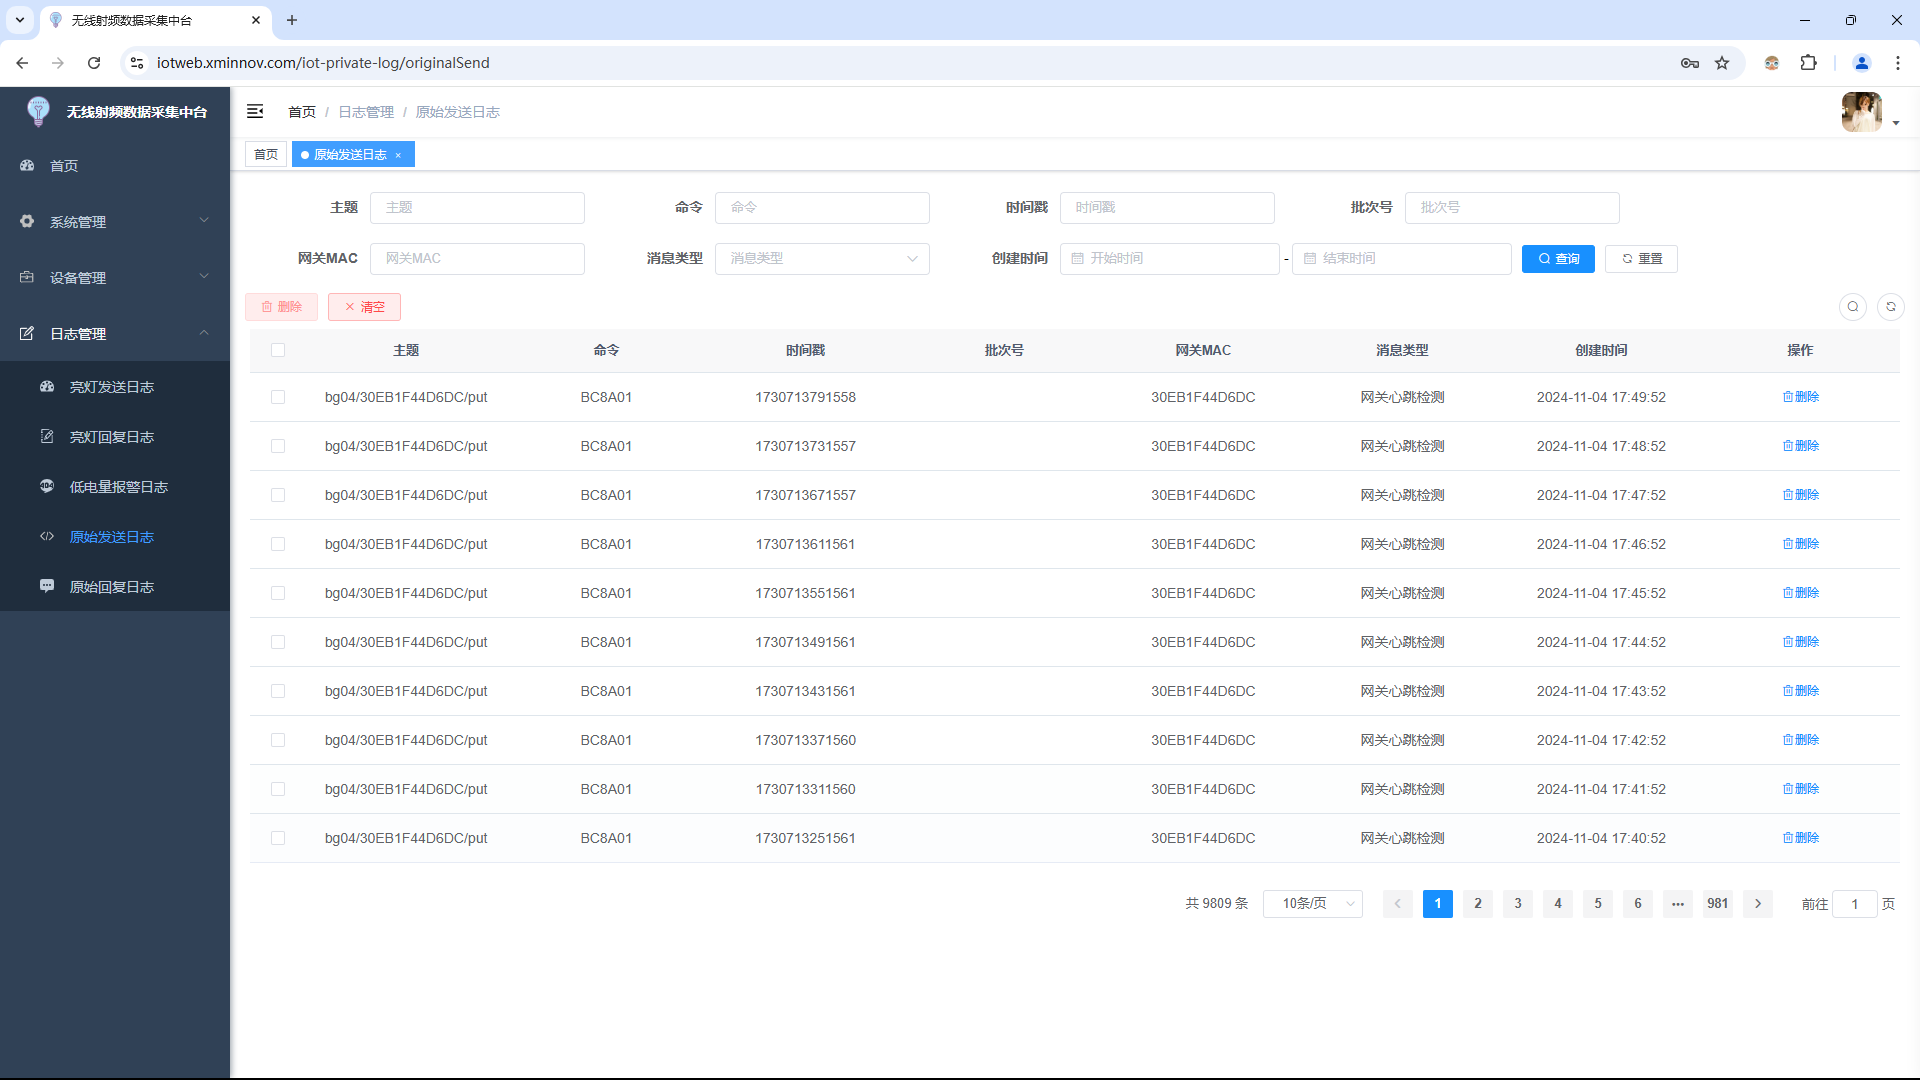 无线射频数据采集中台
iotweb.xminnov.com/iot-private-log/originalSend
无线射频数据采集中台
首页 / 日志管理 / 原始发送日志
首页
原始发送日志 ×
首页
系统管理
设备管理
日志管理
亮灯发送日志
亮灯回复日志
低电量报警日志
原始发送日志
原始回复日志
主题 主题 命令 命令 时间戳 时间戳 批次号 批次号
网关MAC 网关MAC 消息类型 消息类型 创建时间 开始时间 - 结束时间 查询 重置
删除 清空
主题 命令 时间戳 批次号 网关MAC 消息类型 创建时间 操作
bg04/30EB1F44D6DC/put BC8A01 1730713791558 30EB1F44D6DC 网关心跳检测 2024-11-04 17:49:52 删除
bg04/30EB1F44D6DC/put BC8A01 1730713731557 30EB1F44D6DC 网关心跳检测 2024-11-04 17:48:52 删除
bg04/30EB1F44D6DC/put BC8A01 1730713671557 30EB1F44D6DC 网关心跳检测 2024-11-04 17:47:52 删除
bg04/30EB1F44D6DC/put BC8A01 1730713611561 30EB1F44D6DC 网关心跳检测 2024-11-04 17:46:52 删除
bg04/30EB1F44D6DC/put BC8A01 1730713551561 30EB1F44D6DC 网关心跳检测 2024-11-04 17:45:52 删除
bg04/30EB1F44D6DC/put BC8A01 1730713491561 30EB1F44D6DC 网关心跳检测 2024-11-04 17:44:52 删除
bg04/30EB1F44D6DC/put BC8A01 1730713431561 30EB1F44D6DC 网关心跳检测 2024-11-04 17:43:52 删除
bg04/30EB1F44D6DC/put BC8A01 1730713371560 30EB1F44D6DC 网关心跳检测 2024-11-04 17:42:52 删除
bg04/30EB1F44D6DC/put BC8A01 1730713311560 30EB1F44D6DC 网关心跳检测 2024-11-04 17:41:52 删除
bg04/30EB1F44D6DC/put BC8A01 1730713251561 30EB1F44D6DC 网关心跳检测 2024-11-04 17:40:52 删除
共 9809 条 10条/页 1 2 3 4 5 6 ••• 981 前往 1 页